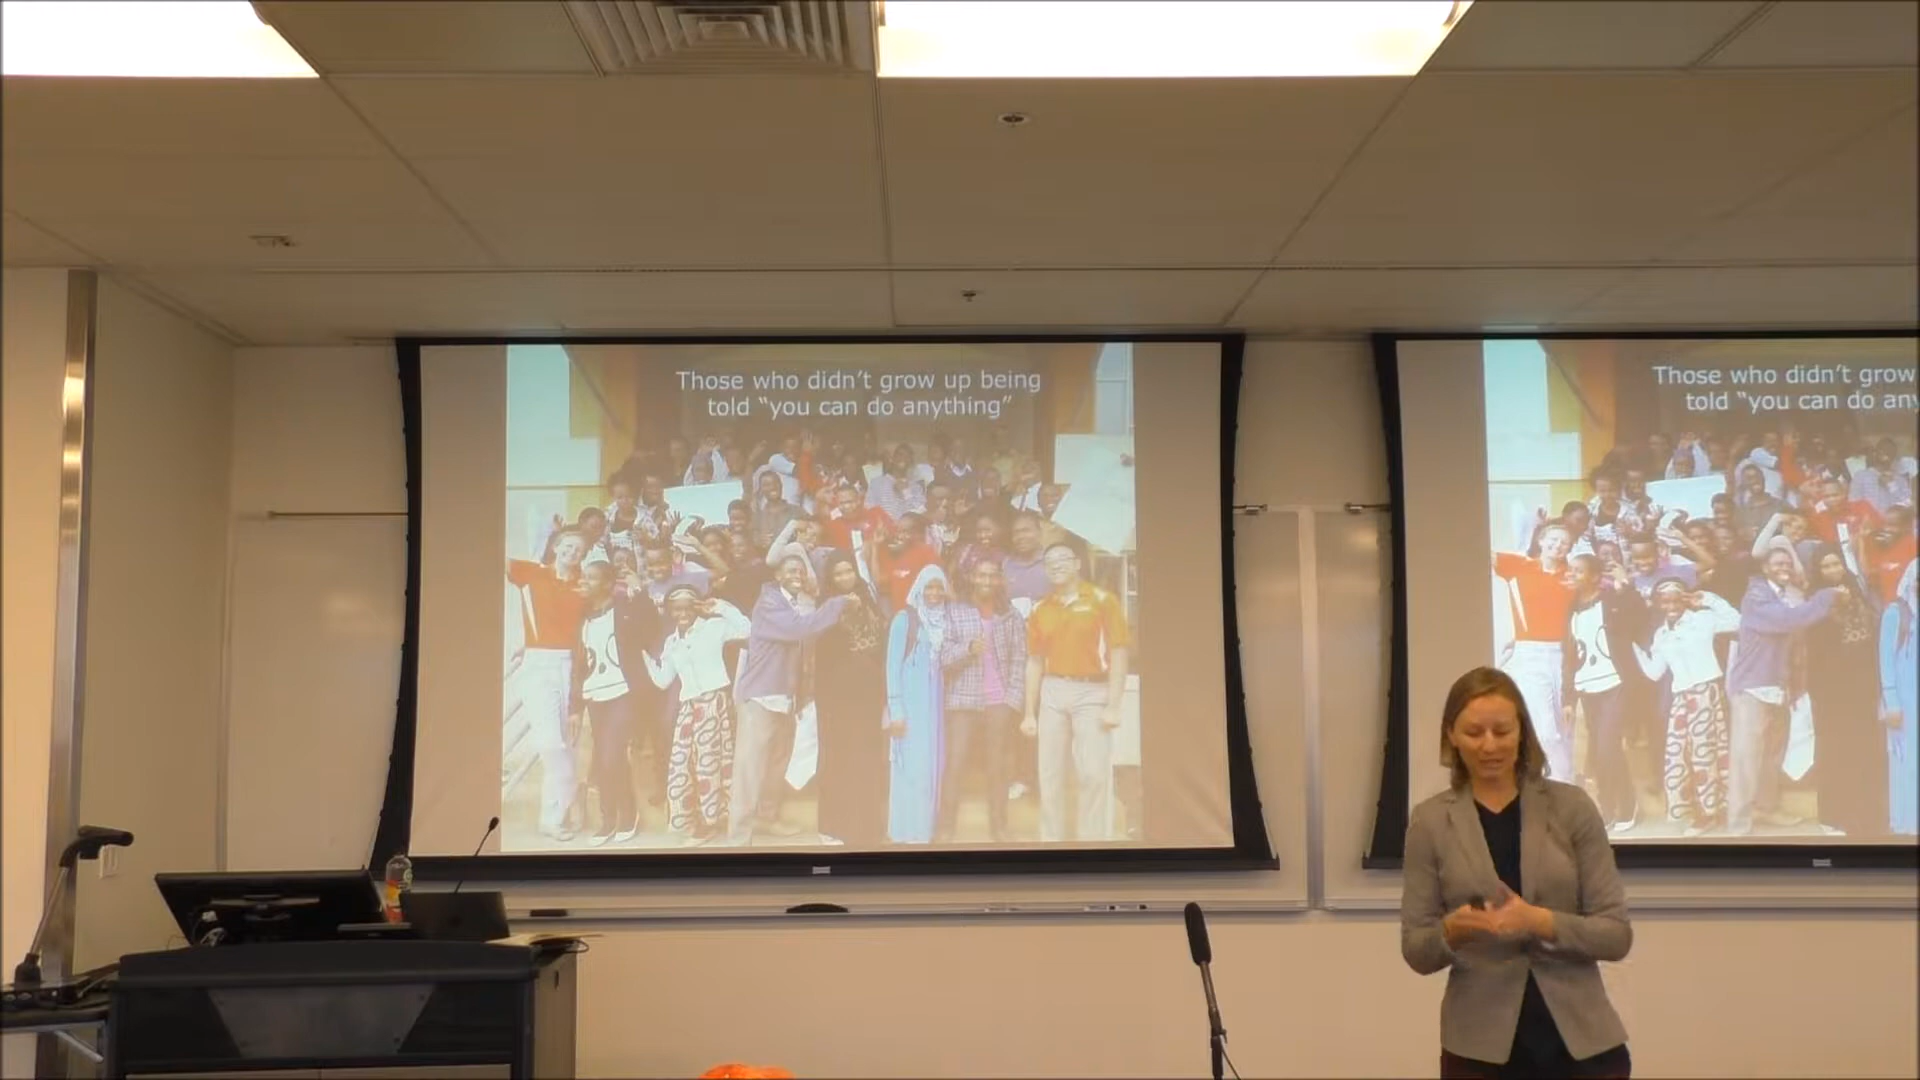 Those who didn't grow up being
told “you can do anything”
Those who didn't grow
told “you can do any